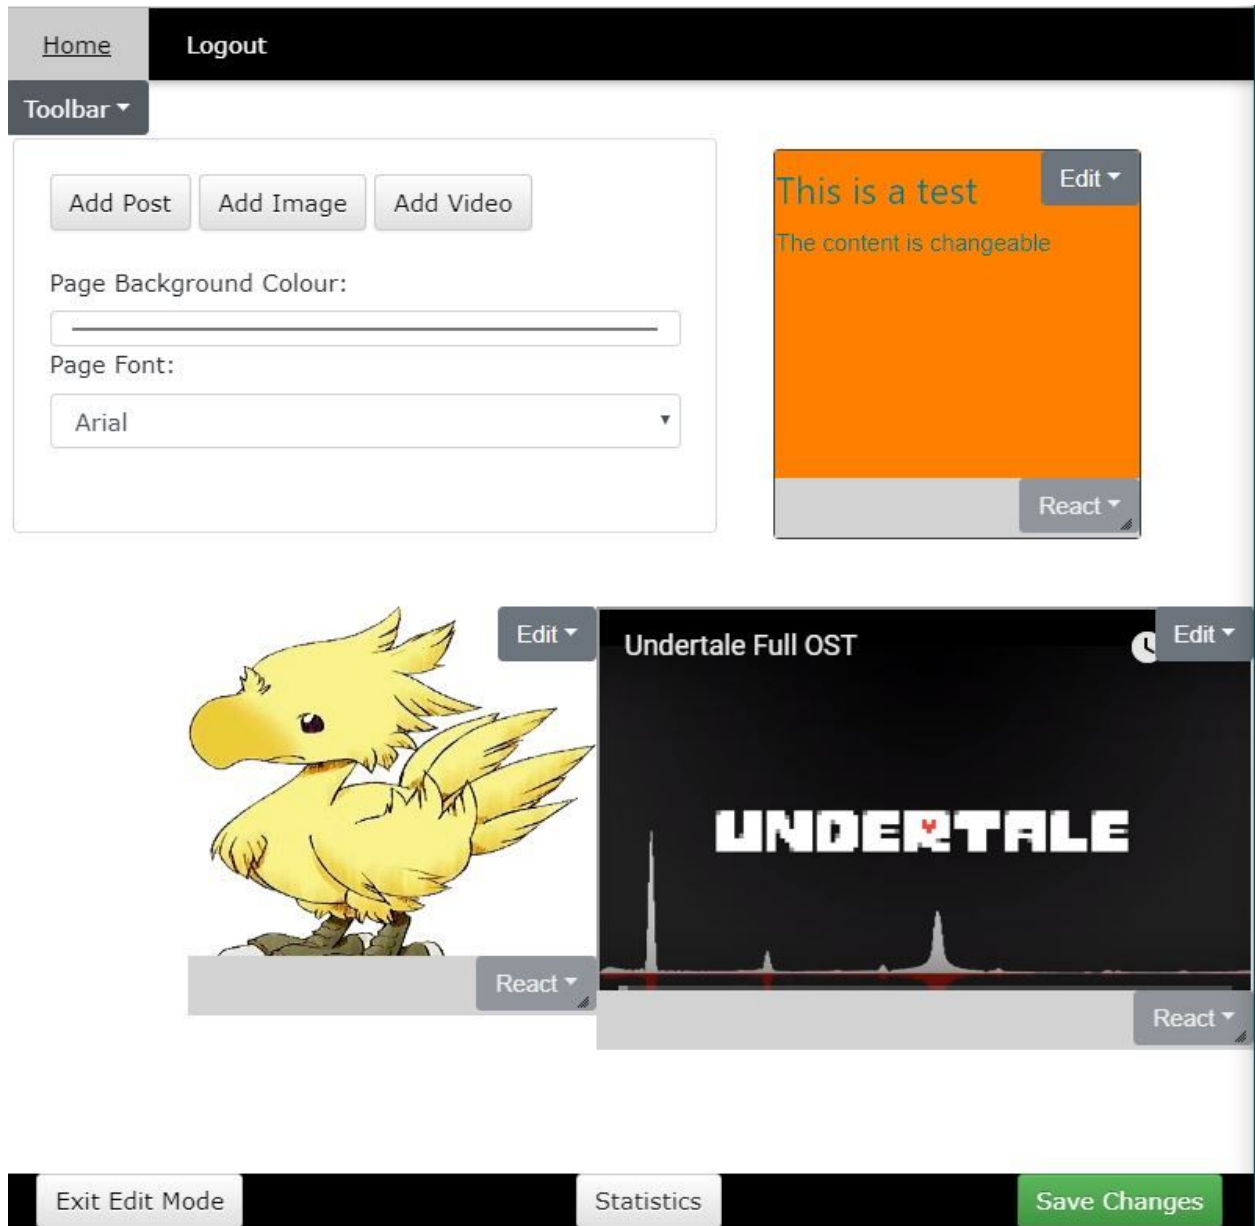 Home Logout
Toolbar
Add Post Add Image Add Video
Page Background Colour:
Page Font:
Arial
This is a test
Edit
The content is changeable
React
Edit
React
Undertale Full OST
Edit
UNDERTALE
React
Exit Edit Mode Statistics Save Changes